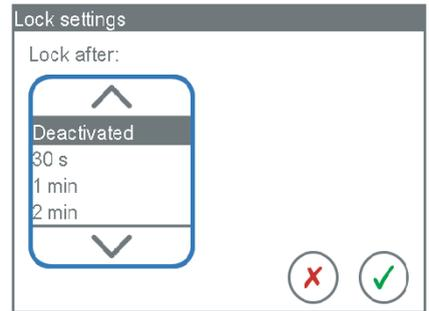 Lock settings
Lock after:
Deactivated
30 s
1 min
2 min